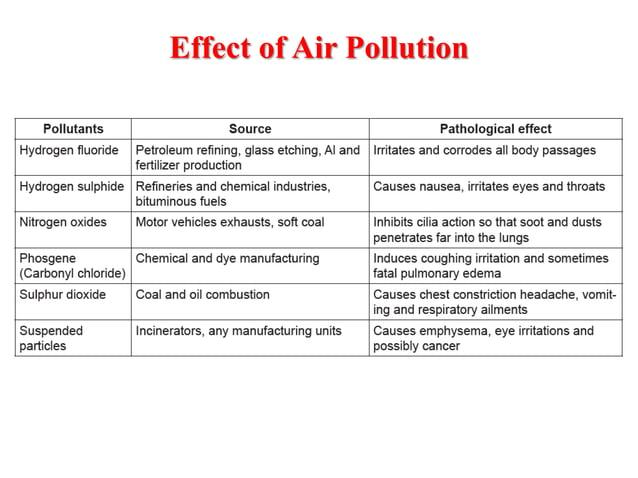 Effect of Air Pollution
Pollutants Source Pathological effect
Hydrogen fluoride Petroleum refining, glass etching, Al and Irritates and corrodes all body passages
fertilizer production
Hydrogen sulphide Refineries and chemical industries, Causes nausea, irritates eyes and throats
bituminous fuels
Nitrogen oxides Motor vehicles exhausts, soft coal Inhibits cilia action so that soot and dusts
penetrates far into the lungs
Phosgene Chemical and dye manufacturing Induces coughing irritation and sometimes
(Carbonyl chloride) fatal pulmonary edema
Sulphur dioxide Coal and oil combustion Causes chest constriction headache, vomit-
ing and respiratory ailments
Suspended Incinerators, any manufacturing units Causes emphysema, eye irritations and
particles possibly cancer